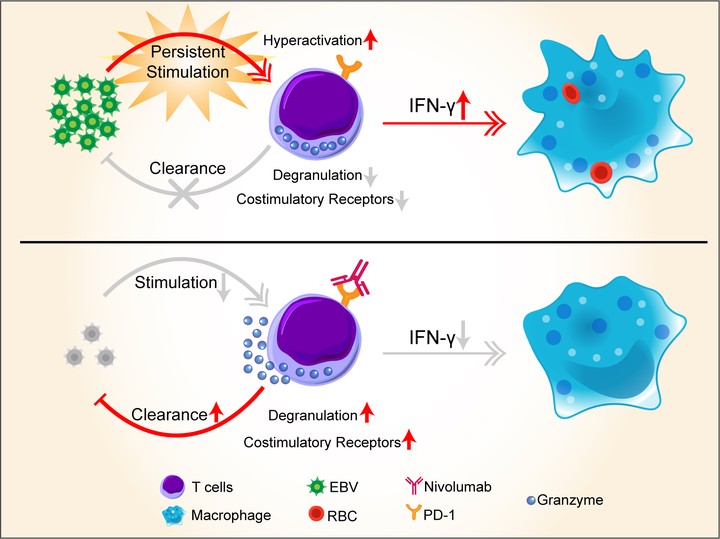 Persistent
Stimulation
Hyperactivation
IFN-γ
Clearance
Degranulation
Costimulatory Receptors
Stimulation
IFN-γ
Clearance
Degranulation
Costimulatory Receptors
T cells
EBV
Nivolumab
Granzyme
Macrophage
RBC
PD-1